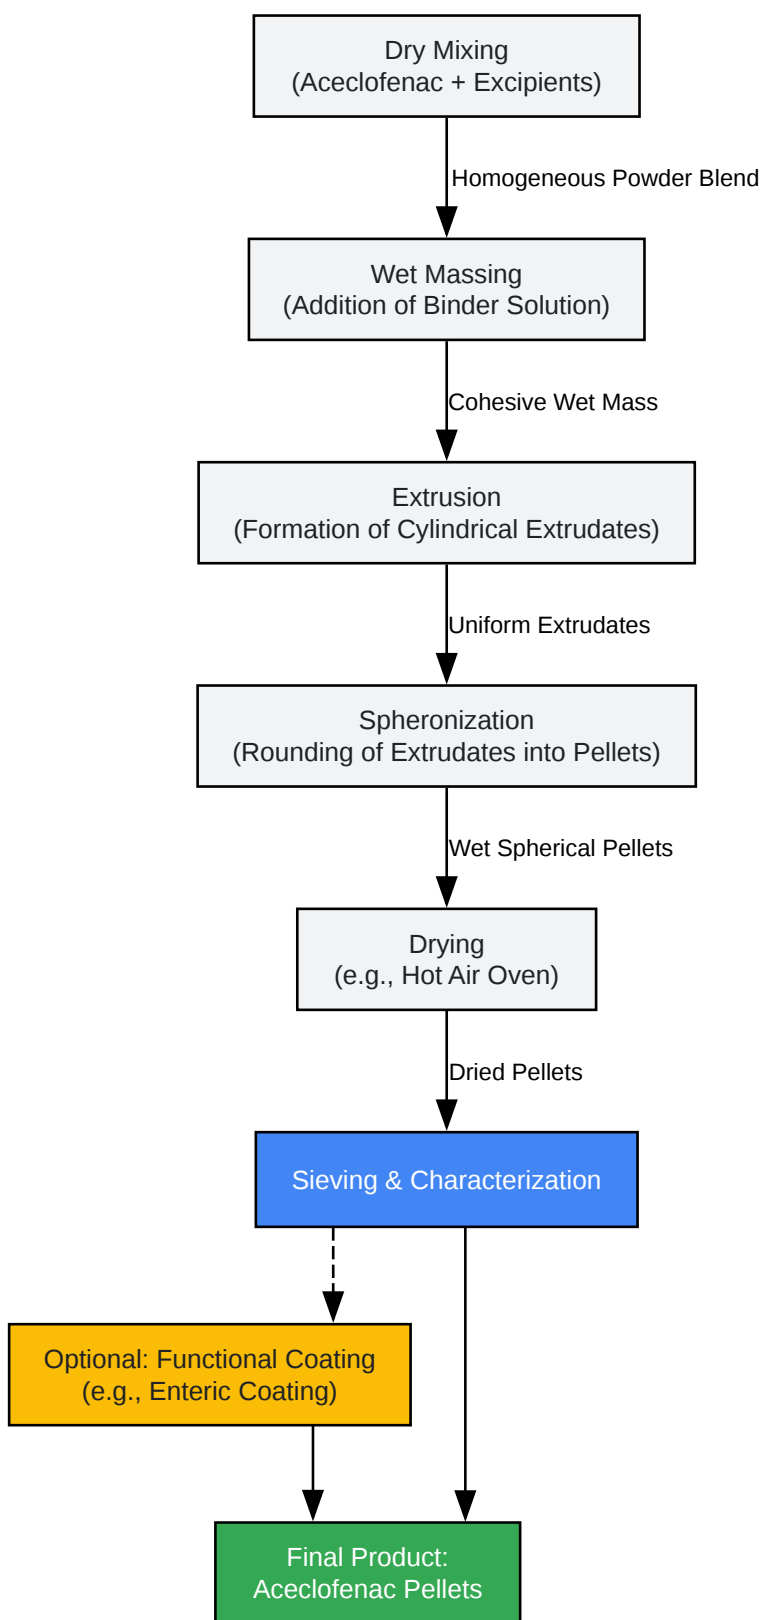 Dry Mixing
(Aceclofenac + Excipients)
Homogeneous Powder Blend
Wet Massing
(Addition of Binder Solution)
Cohesive Wet Mass
Extrusion
(Formation of Cylindrical Extrudates)
Uniform Extrudates
Spheronization
(Rounding of Extrudates into Pellets)
Wet Spherical Pellets
Drying
(e.g., Hot Air Oven)
Dried Pellets
Sieving & Characterization
Optional: Functional Coating
(e.g., Enteric Coating)
Final Product:
Aceclofenac Pellets